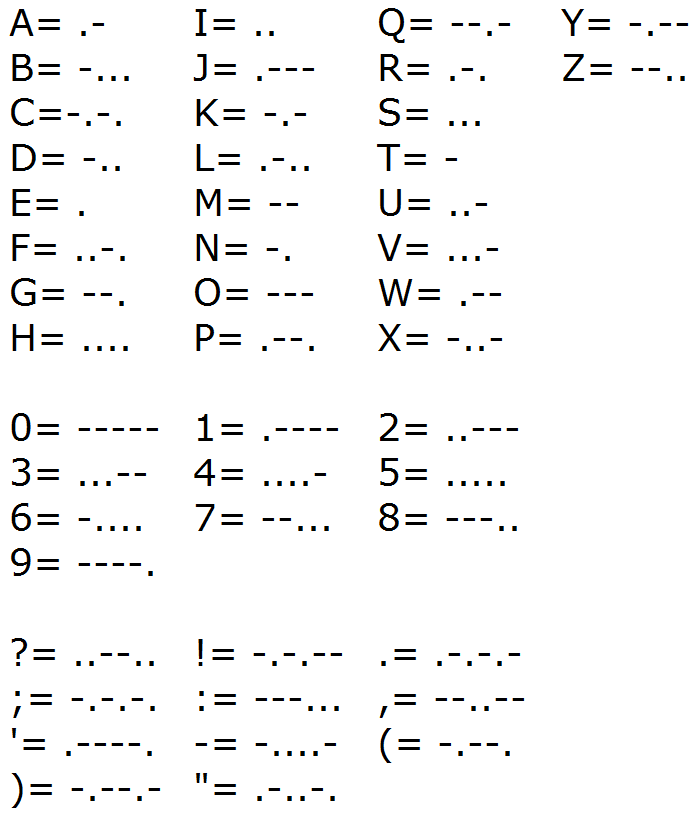 A= .- I= .. Q= --.- Y= -.--
B= -... J= .--- R= .-. Z= --..
C=-.-. K= -.- S= ...
D= -.. L= .-.. T= -
E= . M= -- U= ..-
F= ..-. N= -. V= ...-
G= --. O= --- W= .--
H= .... P= .--. X= -..-
0= ----- 1= .---- 2= ..---
3= ...-- 4= ....- 5= .....
6= -.... 7= --... 8= ---..
9= ----.
?= ..--.. != -.-.-- .= .-.-.-
;= -.-.-. := ---... ,= --..--
'= .----. -= -....- (= -.--.
)= -.--.- "= .-..-.